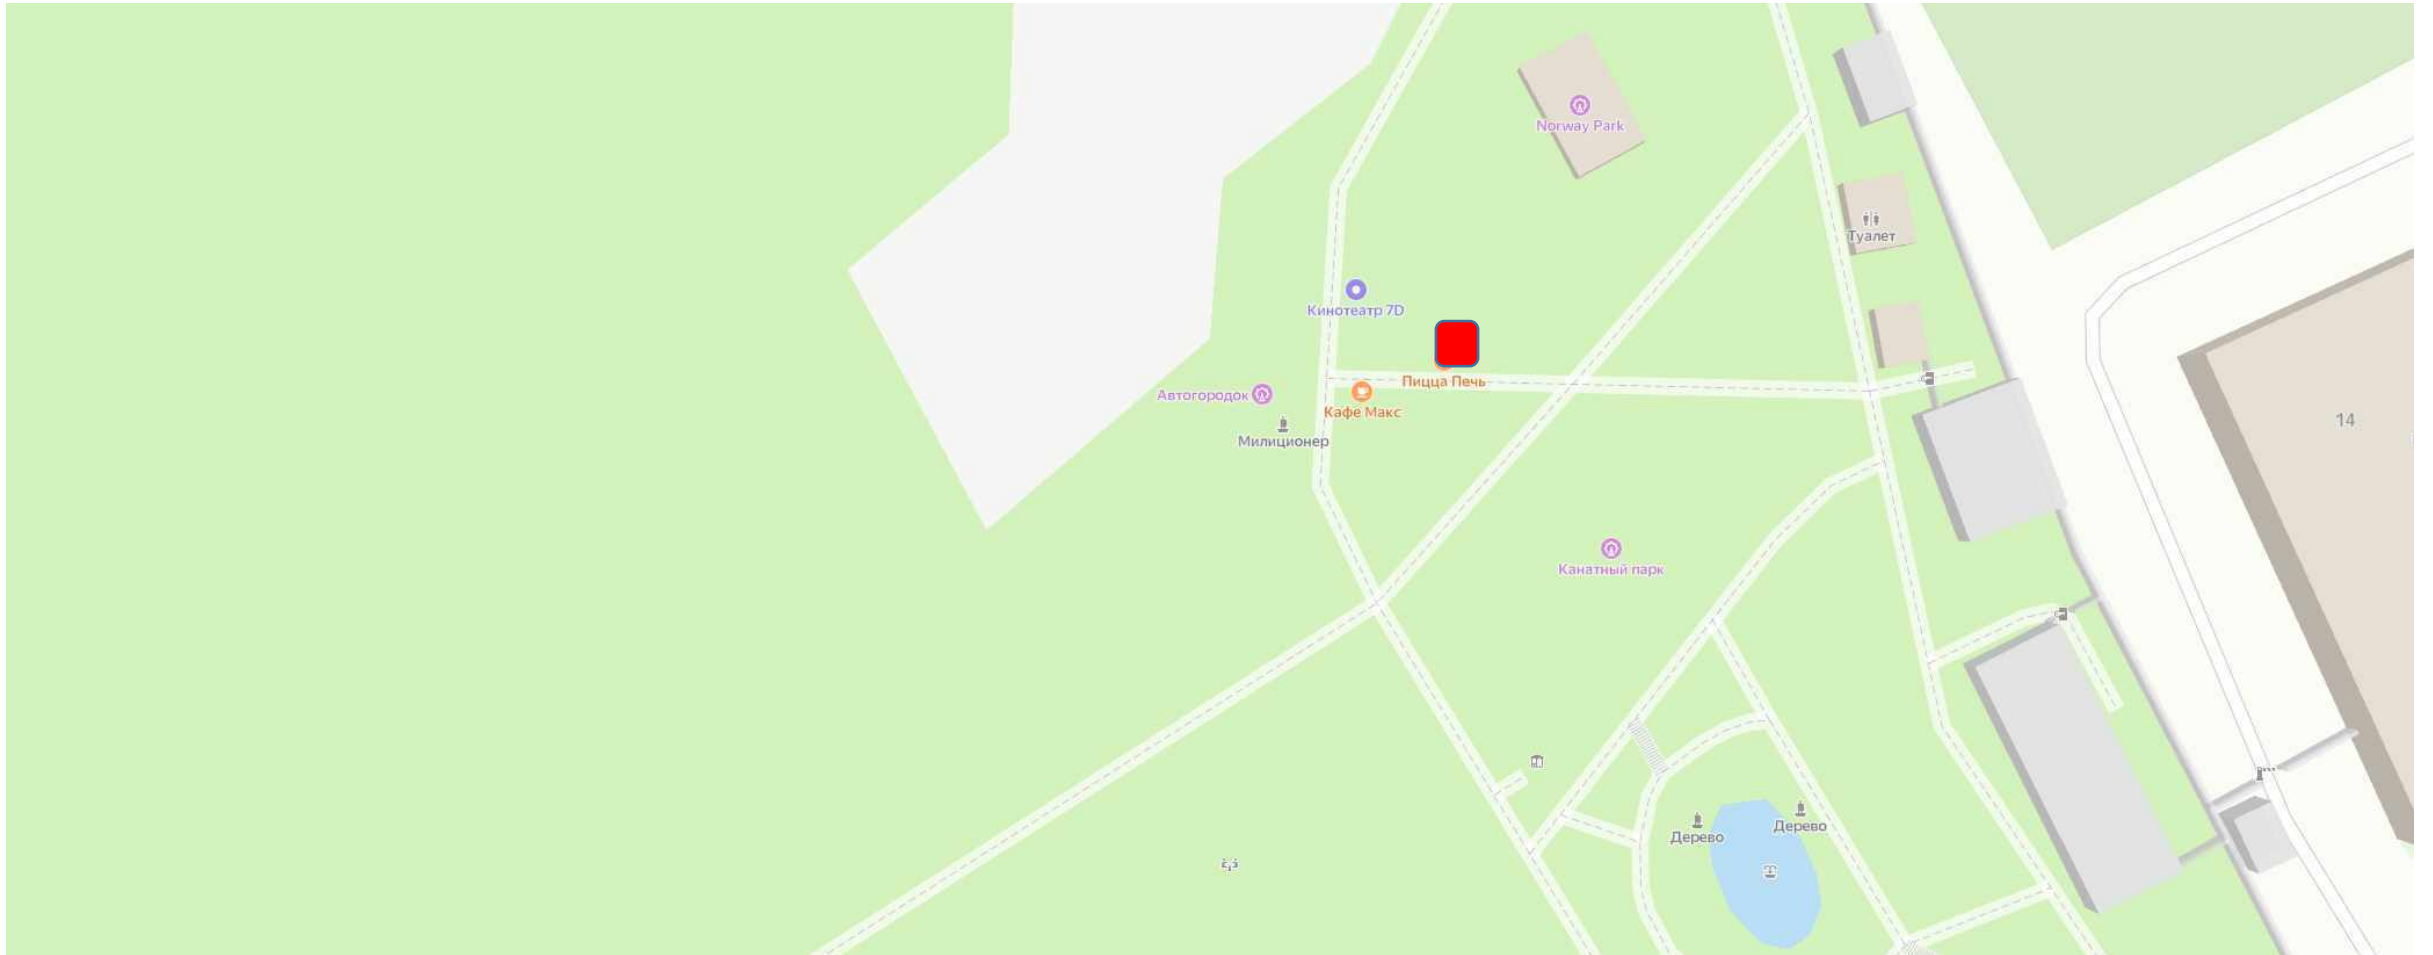 Norway Park
Туалет
Кинотеатр 7D
Пицца Печь
Автогородок
Кафе Макс
Милиционер
14
Канатный парк
Дерево
Дерево